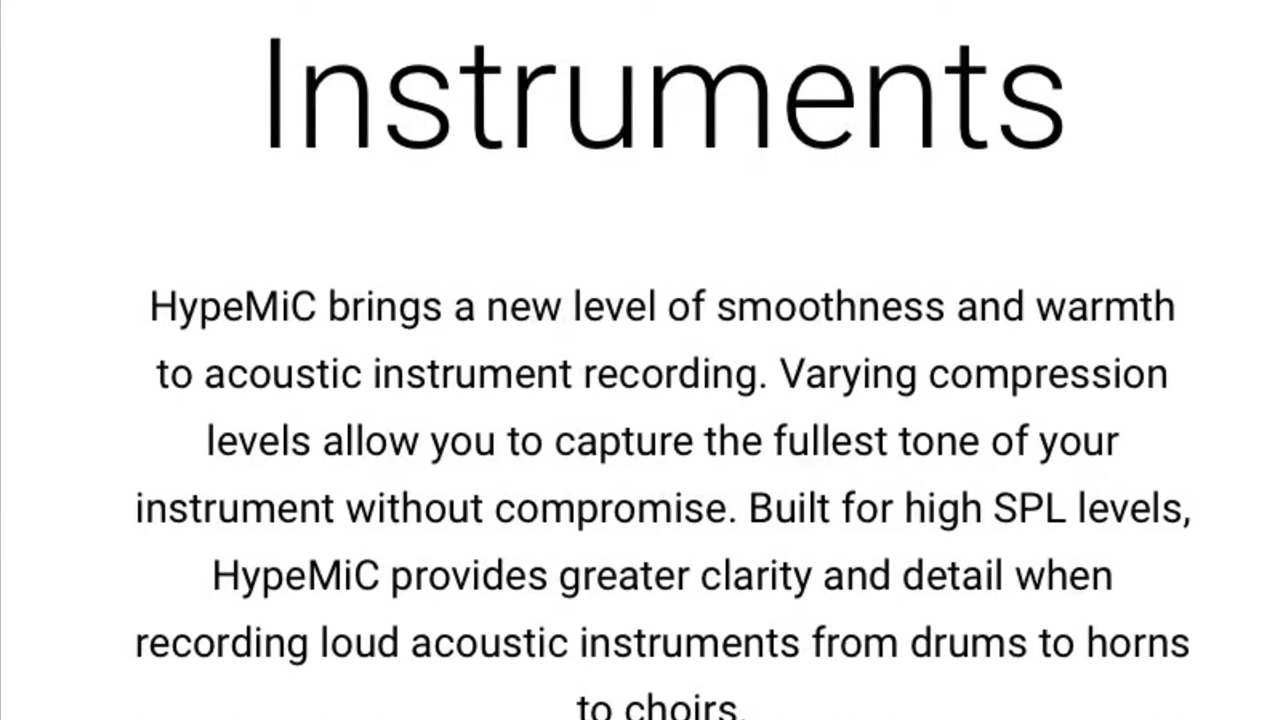 Instruments
HypeMiC brings a new level of smoothness and warmth
to acoustic instrument recording. Varying compression
levels allow you to capture the fullest tone of your
instrument without compromise. Built for high SPL levels,
HypeMiC provides greater clarity and detail when
recording loud acoustic instruments from drums to horns
to choirs.